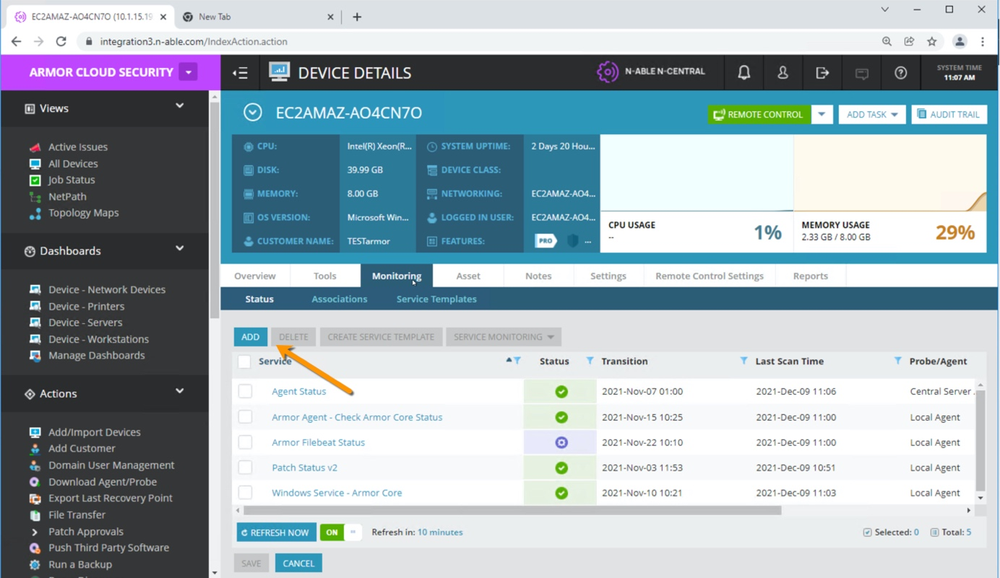 EC2AMAZ-AO4CN7O (10.1.15.19
New Tab
integration3.n-able.com/IndexAction.action
ARMOR CLOUD SECURITY
DEVICE DETAILS
N-ABLE N-CENTRAL
SYSTEM TIME
11:07 AM
Views
Active Issues
All Devices
Job Status
NetPath
Topology Maps
Dashboards
Device - Network Devices
Device - Printers
Device - Servers
Device - Workstations
Manage Dashboards
Actions
Add/Import Devices
Add Customer
Domain User Management
Download Agent/Probe
Export Last Recovery Point
File Transfer
Patch Approvals
Push Third Party Software
Run a Backup
EC2AMAZ-AO4CN7O
REMOTE CONTROL
ADD TASK
AUDIT TRAIL
CPU: Intel(R) Xeon(R... SYSTEM UPTIME: 2 Days 20 Hou...
DISK: 39.99 GB DEVICE CLASS:
MEMORY: 8.00 GB NETWORKING: EC2AMAZ-AO4...
OS VERSION: Microsoft Win... LOGGED IN USER: EC2AMAZ-AO4...
CUSTOMER NAME: TESTarmor FEATURES: PRO ...
CPU USAGE
--
1%
MEMORY USAGE
2.33 GB / 8.00 GB
29%
Overview Tools Monitoring Asset Notes Settings Remote Control Settings Reports
Status Associations Service Templates
ADD DELETE CREATE SERVICE TEMPLATE SERVICE MONITORING
Service Status Transition Last Scan Time Probe/Agent
Agent Status 2021-Nov-07 01:00 2021-Dec-09 11:06 Central Server
Armor Agent - Check Armor Core Status 2021-Nov-15 10:25 2021-Dec-09 11:00 Local Agent
Armor Filebeat Status 2021-Nov-22 10:10 2021-Dec-09 11:00 Local Agent
Patch Status v2 2021-Nov-03 11:53 2021-Dec-09 10:51 Local Agent
Windows Service - Armor Core 2021-Nov-10 10:21 2021-Dec-09 11:03 Local Agent
REFRESH NOW ON Refresh in: 10 minutes Selected: 0 Total: 5
SAVE CANCEL